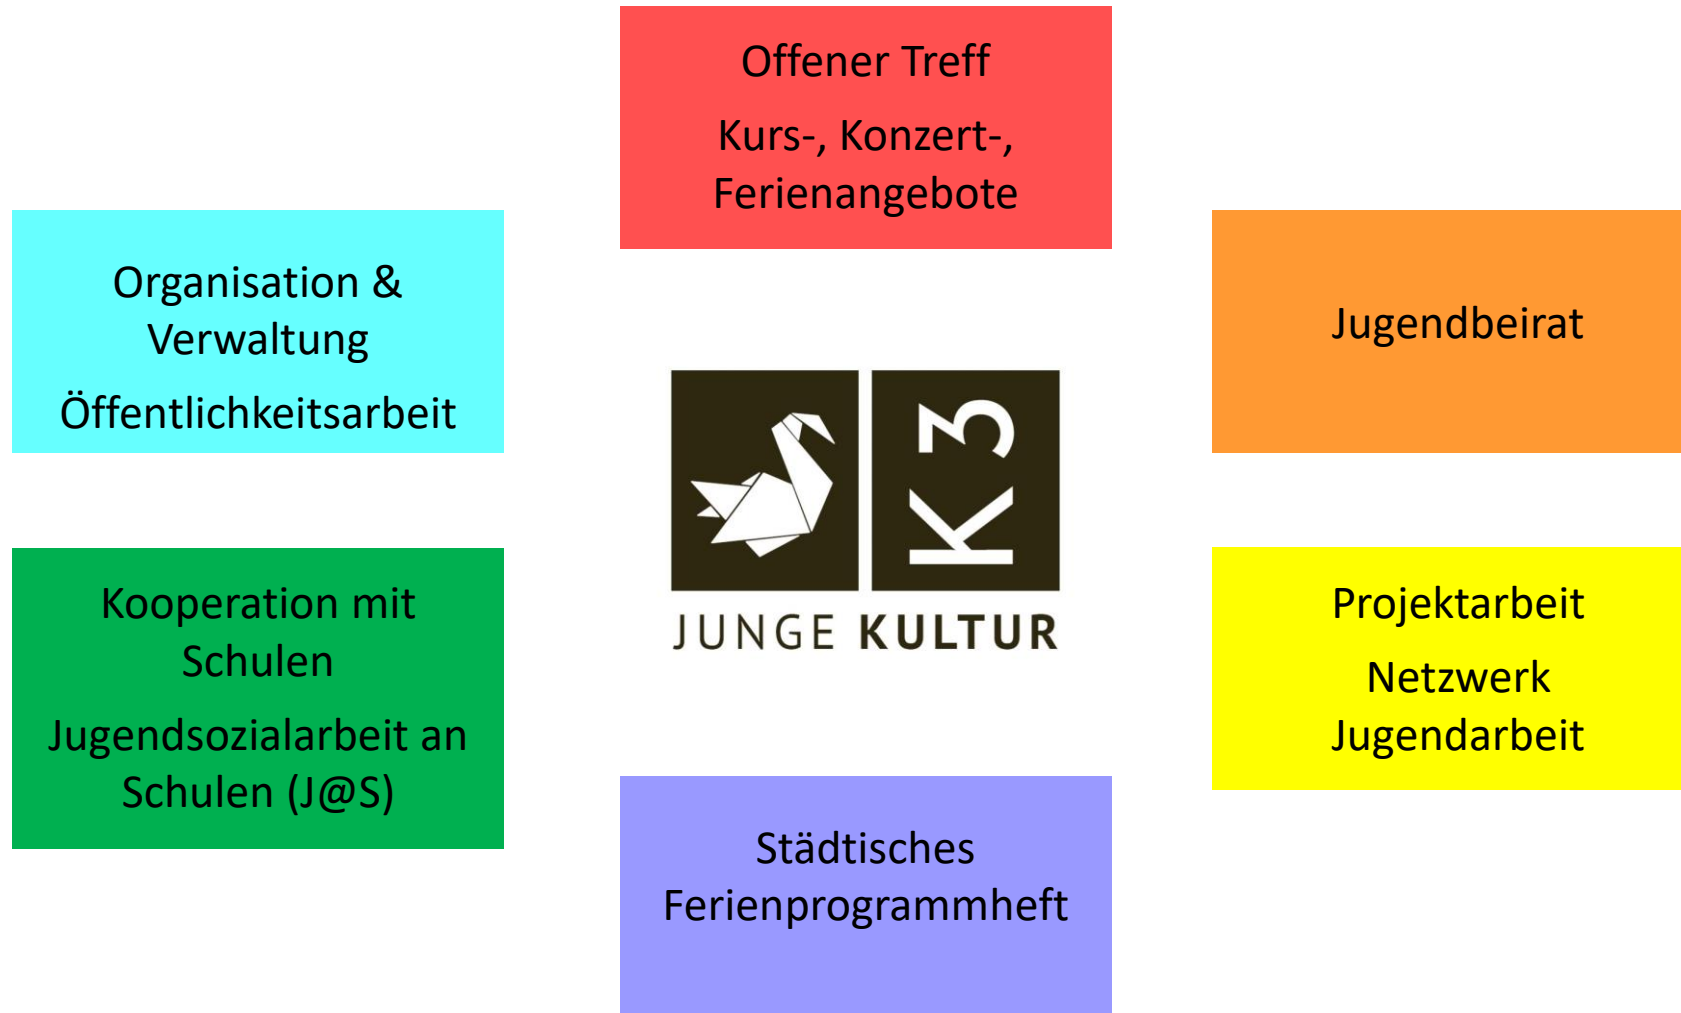 Offener Treff
Kurs-, Konzert-,
Ferienangebote
Organisation &
Verwaltung
Öffentlichkeitsarbeit
Jugendbeirat
K3
JUNGE KULTUR
Kooperation mit
Schulen
Jugendsozialarbeit an
Schulen (J@S)
Projektarbeit
Netzwerk
Jugendarbeit
Städtisches
Ferienprogrammheft